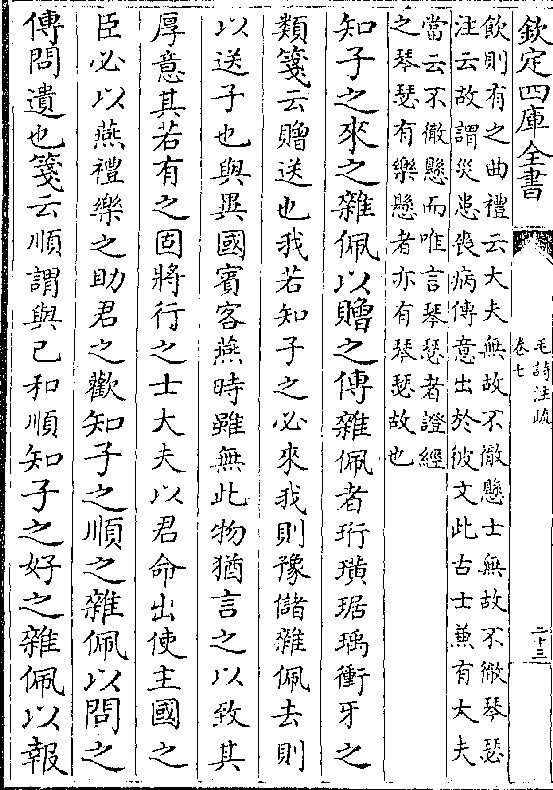 欽定四庫全書
毛詩注疏
卷七
二十三
飲則有之曲禮云大夫無故不徹懸士無故不徹琴瑟
注云故謂災患喪病傳意出於彼文此古士兼有大夫
當云不徹懸而唯言琴瑟者證經
之琴瑟有樂懸者亦有琴瑟故也
知子之來之雜佩以贈之傳雜佩者珩璜琚瑀衝牙之
類箋云贈送也我若知子之必來我則豫儲雜佩去則
以送子也與異國賓客燕時雖無此物猶言之以致其
厚意其若有之固將行之士大夫以君命出使主國之
臣必以燕禮樂之助君之歡知子之順之雜佩以問之
傳問遺也箋云順謂與己和順知子之好之雜佩以報